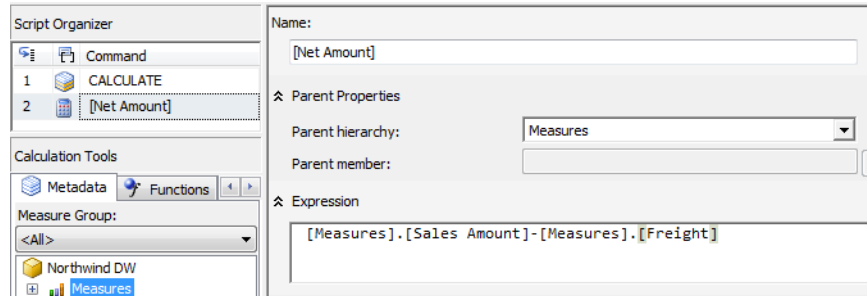 Script Organizer
Command
1 CALCULATE
2 [Net Amount]
Calculation Tools
Metadata Functions
Measure Group:
<All>
Northwind DW
Measures
Name:
[Net Amount]
Parent Properties
Parent hierarchy: Measures
Parent member:
Expression
[Measures].[Sales Amount]-[Measures].[Freight]